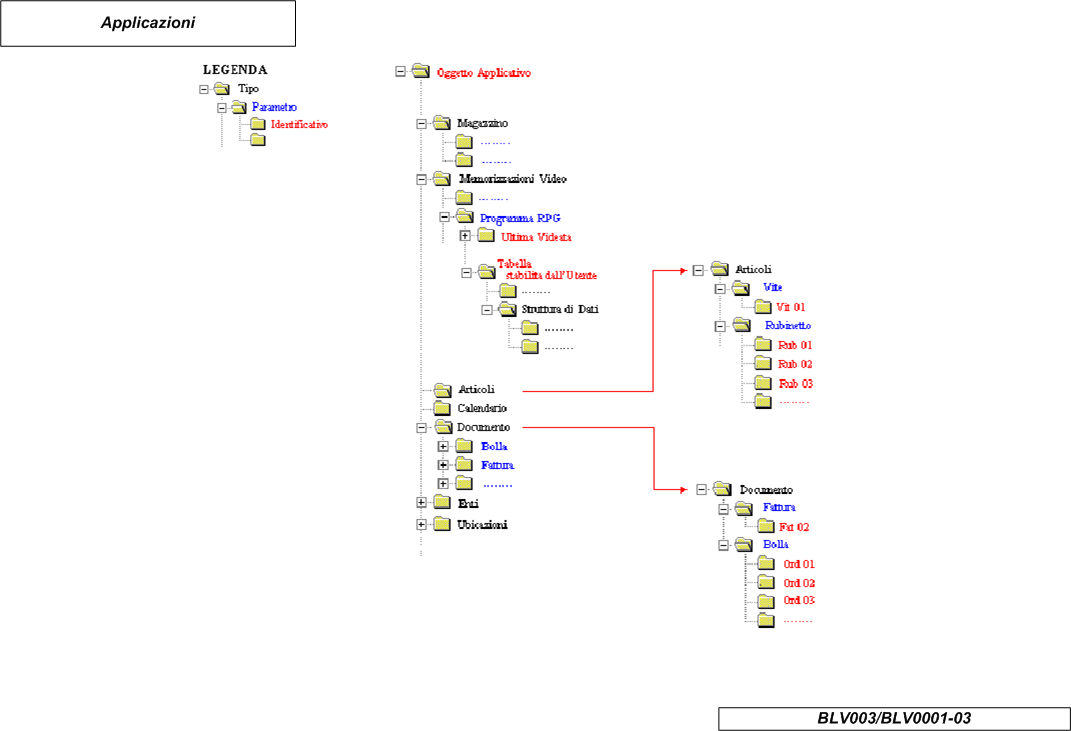 Applicazioni
LEGENDA
Tipo
Parametro
Identificativo
Oggetto Applicativo
Magazzino
........
........
Memorizzazioni Video
........
Programma RPG
Ultima Videata
Tabella
stabilita dall'Utente
........
Struttura di Dati
........
........
Articoli
Calendario
Documento
Bolla
Fattura
........
Enti
Ubicazioni
Articoli
Vite
Vit 01
Rubinetto
Rub 01
Rub 02
Rub 03
........
Documento
Fattura
Fat 02
Bolla
Ord 01
Ord 02
Ord 03
........
BLV003/BLV0001-03